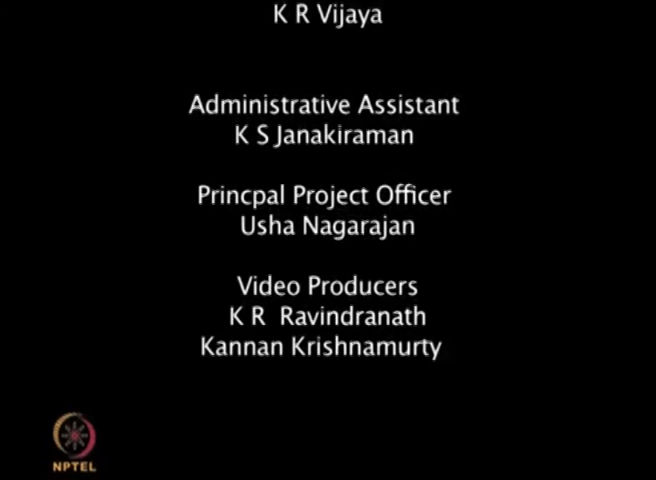 K R Vijaya
Administrative Assistant
K S Janakiraman
Princpal Project Officer
Usha Nagarajan
Video Producers
K R  Ravindranath
Kannan Krishnamurty
NPTEL